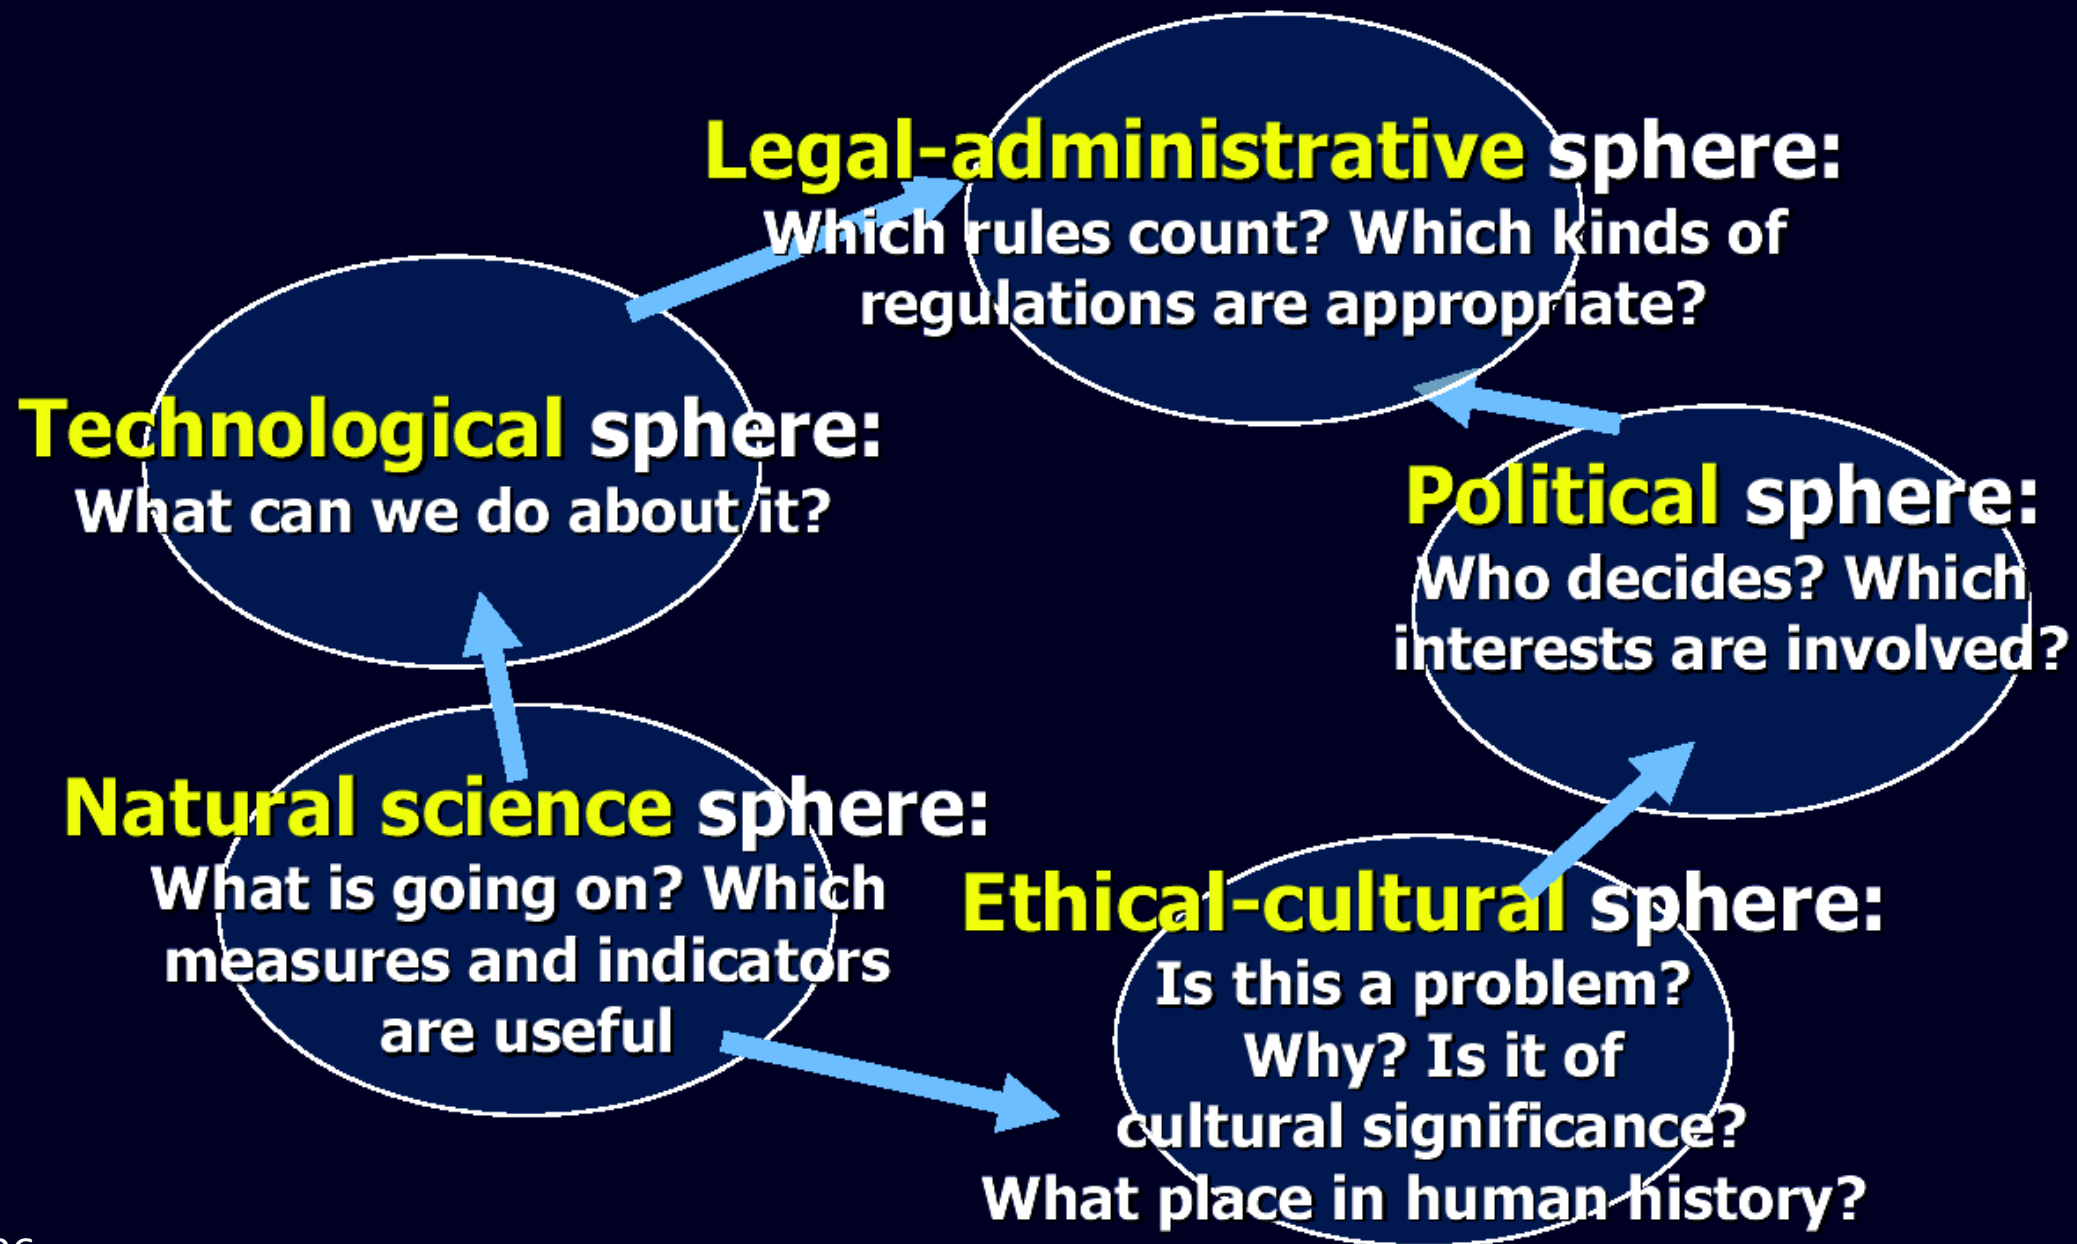 Legal-administrative sphere:
Which rules count? Which kinds of
regulations are appropriate?
Technological sphere:
What can we do about it?
Political sphere:
Who decides? Which
interests are involved?
Natural science sphere:
What is going on? Which
measures and indicators
are useful
Ethical-cultural sphere:
Is this a problem?
Why? Is it of
cultural significance?
What place in human history?